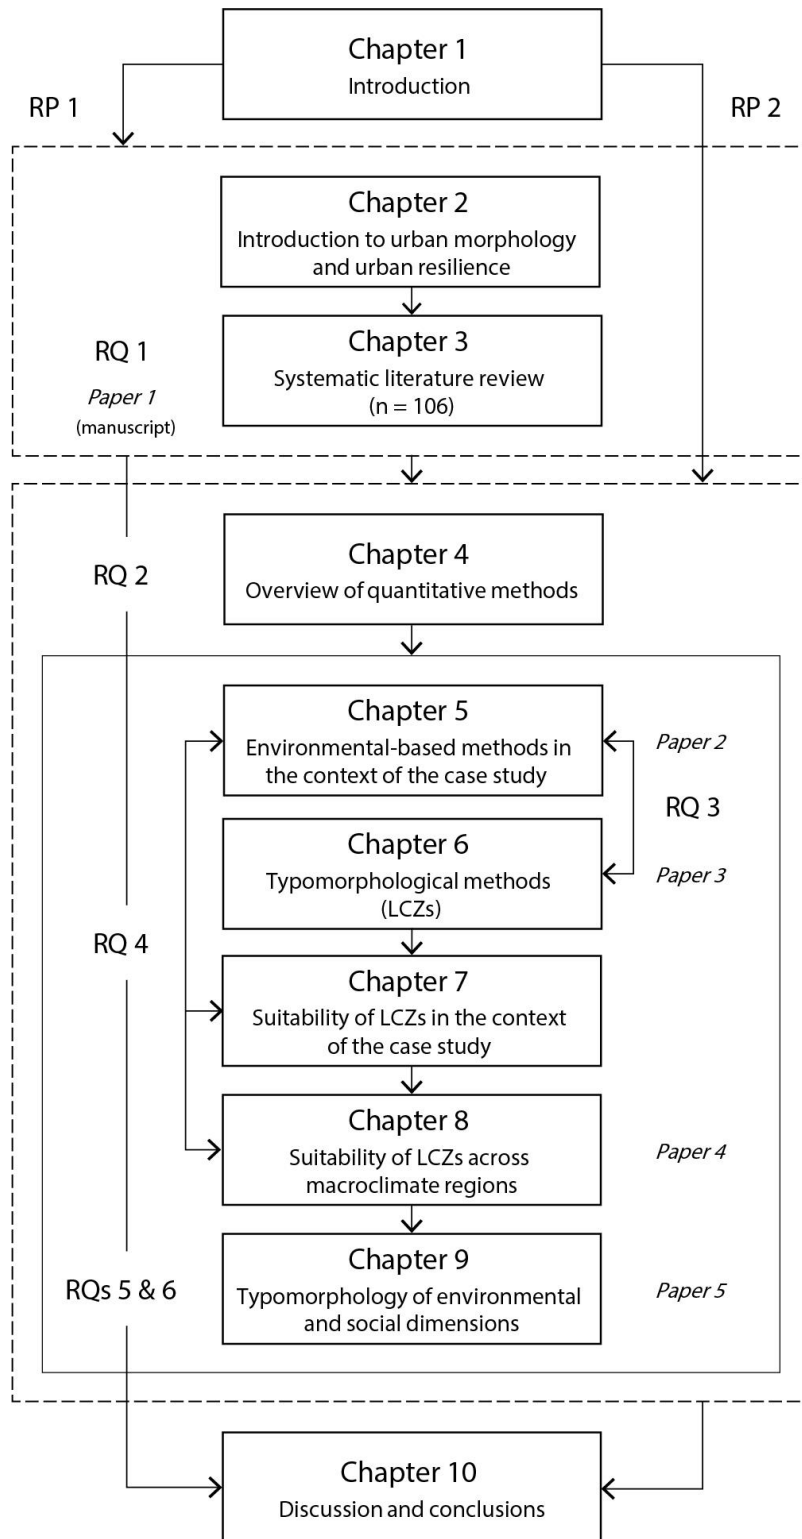 Chapter 1
Introduction
RP 1
RP 2
Chapter 2
Introduction to urban morphology
and urban resilience
RQ 1
Paper 1
(manuscript)
Chapter 3
Systematic literature review
(n = 106)
RQ 2
Chapter 4
Overview of quantitative methods
Chapter 5
Environmental-based methods in
the context of the case study
Paper 2
RQ 3
Chapter 6
Typomorphological methods
(LCZs)
Paper 3
RQ 4
Chapter 7
Suitability of LCZs in the context
of the case study
Chapter 8
Suitability of LCZs across
macroclimate regions
Paper 4
RQs 5 & 6
Chapter 9
Typomorphology of environmental
and social dimensions
Paper 5
Chapter 10
Discussion and conclusions